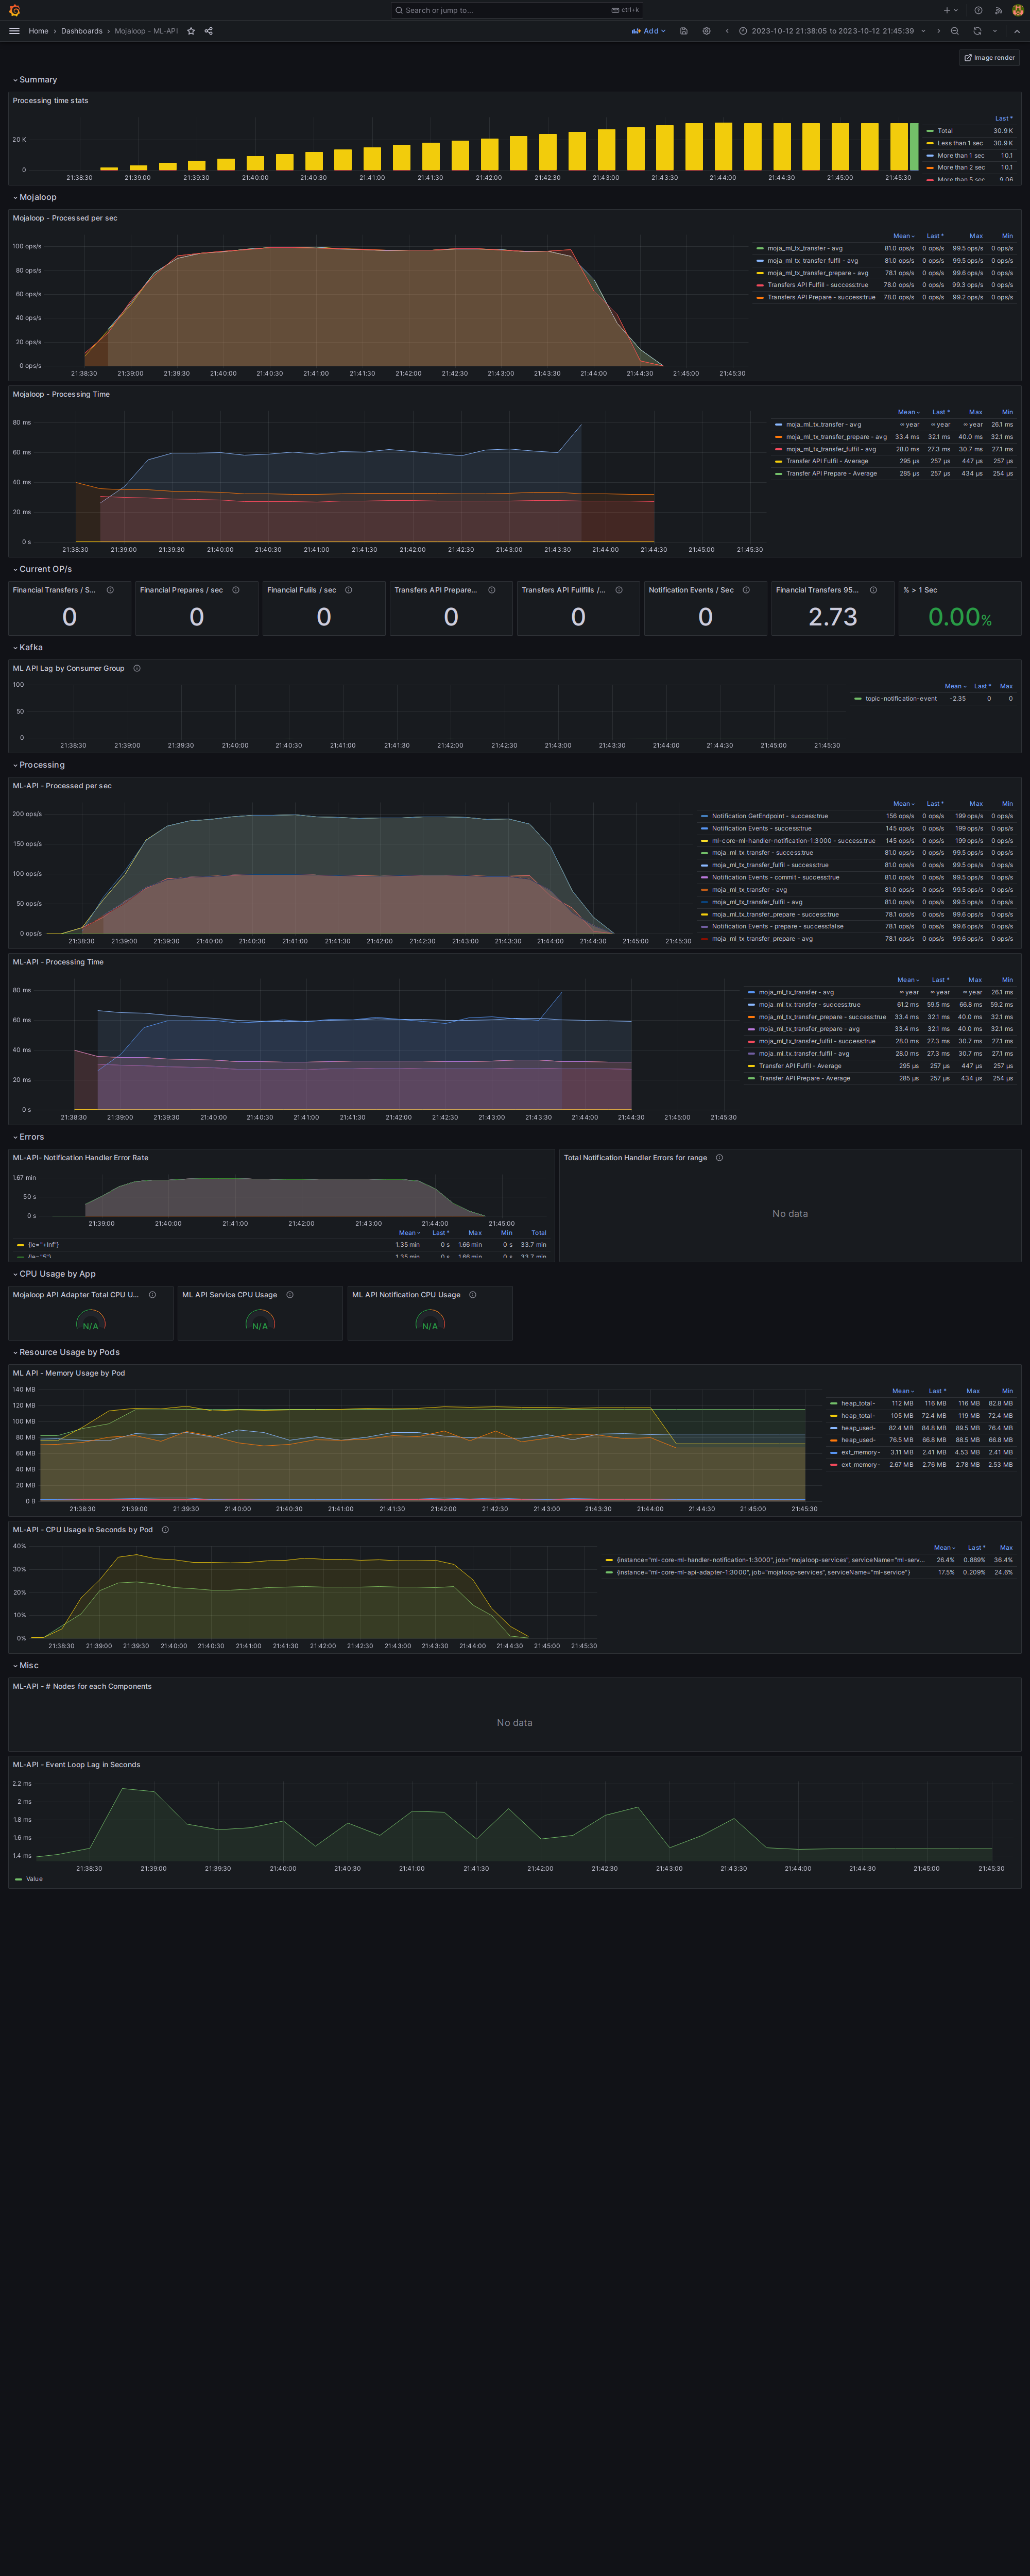 Search or jump to... ctrl+k
Home › Dashboards › Mojaloop - ML-API Add 2023-10-12 21:38:05 to 2023-10-12 21:45:39
Image render
Summary
Processing time stats
20 K
0
21:38:30 21:39:00 21:39:30 21:40:00 21:40:30 21:41:00 21:41:30 21:42:00 21:42:30 21:43:00 21:43:30 21:44:00 21:44:30 21:45:00 21:45:30
Last *
Total 30.9 K
Less than 1 sec 30.9 K
More than 1 sec 10.1
More than 2 sec 10.1
More than 5 sec 9.06
Mojaloop
Mojaloop - Processed per sec
100 ops/s
80 ops/s
60 ops/s
40 ops/s
20 ops/s
0 ops/s
21:38:30 21:39:00 21:39:30 21:40:00 21:40:30 21:41:00 21:41:30 21:42:00 21:42:30 21:43:00 21:43:30 21:44:00 21:44:30 21:45:00 21:45:30
Mean Last * Max Min
moja_ml_tx_transfer - avg 81.0 ops/s 0 ops/s 99.5 ops/s 0 ops/s
moja_ml_tx_transfer_fulfil - avg 81.0 ops/s 0 ops/s 99.5 ops/s 0 ops/s
moja_ml_tx_transfer_prepare - avg 78.1 ops/s 0 ops/s 99.6 ops/s 0 ops/s
Transfers API Fulfill - success:true 78.0 ops/s 0 ops/s 99.3 ops/s 0 ops/s
Transfers API Prepare - success:true 78.0 ops/s 0 ops/s 99.2 ops/s 0 ops/s
Mojaloop - Processing Time
80 ms
60 ms
40 ms
20 ms
0 s
21:38:30 21:39:00 21:39:30 21:40:00 21:40:30 21:41:00 21:41:30 21:42:00 21:42:30 21:43:00 21:43:30 21:44:00 21:44:30 21:45:00 21:45:30
Mean Last * Max Min
moja_ml_tx_transfer - avg ∞ year ∞ year ∞ year 26.1 ms
moja_ml_tx_transfer_prepare - avg 33.4 ms 32.1 ms 40.0 ms 32.1 ms
moja_ml_tx_transfer_fulfil - avg 28.0 ms 27.3 ms 30.7 ms 27.1 ms
Transfer API Fulfil - Average 295 µs 257 µs 447 µs 257 µs
Transfer API Prepare - Average 285 µs 257 µs 434 µs 254 µs
Current OP/s
Financial Transfers / S... Financial Prepares / sec Financial Fulils / sec Transfers API Prepare... Transfers API Fullfills /... Notification Events / Sec Financial Transfers 95... % > 1 Sec
0 0 0 0 0 0 2.73 0.00%
Kafka
ML API Lag by Consumer Group
100
50
0
21:38:30 21:39:00 21:39:30 21:40:00 21:40:30 21:41:00 21:41:30 21:42:00 21:42:30 21:43:00 21:43:30 21:44:00 21:44:30 21:45:00 21:45:30
Mean Last * Max
topic-notification-event -2.35 0 0
Processing
ML-API - Processed per sec
200 ops/s
150 ops/s
100 ops/s
50 ops/s
0 ops/s
21:38:30 21:39:00 21:39:30 21:40:00 21:40:30 21:41:00 21:41:30 21:42:00 21:42:30 21:43:00 21:43:30 21:44:00 21:44:30 21:45:00 21:45:30
Mean Last * Max Min
Notification GetEndpoint - success:true 156 ops/s 0 ops/s 199 ops/s 0 ops/s
Notification Events - success:true 145 ops/s 0 ops/s 199 ops/s 0 ops/s
ml-core-ml-handler-notification-1:3000 - success:true 145 ops/s 0 ops/s 199 ops/s 0 ops/s
moja_ml_tx_transfer - success:true 81.0 ops/s 0 ops/s 99.5 ops/s 0 ops/s
moja_ml_tx_transfer_fulfil - success:true 81.0 ops/s 0 ops/s 99.5 ops/s 0 ops/s
Notification Events - commit - success:true 81.0 ops/s 0 ops/s 99.5 ops/s 0 ops/s
moja_ml_tx_transfer - avg 81.0 ops/s 0 ops/s 99.5 ops/s 0 ops/s
moja_ml_tx_transfer_fulfil - avg 81.0 ops/s 0 ops/s 99.5 ops/s 0 ops/s
moja_ml_tx_transfer_prepare - success:true 78.1 ops/s 0 ops/s 99.6 ops/s 0 ops/s
Notification Events - prepare - success:false 78.1 ops/s 0 ops/s 99.6 ops/s 0 ops/s
moja_ml_tx_transfer_prepare - avg 78.1 ops/s 0 ops/s 99.6 ops/s 0 ops/s
ML-API - Processing Time
80 ms
60 ms
40 ms
20 ms
0 s
21:38:30 21:39:00 21:39:30 21:40:00 21:40:30 21:41:00 21:41:30 21:42:00 21:42:30 21:43:00 21:43:30 21:44:00 21:44:30 21:45:00 21:45:30
Mean Last * Max Min
moja_ml_tx_transfer - avg ∞ year ∞ year ∞ year 26.1 ms
moja_ml_tx_transfer - success:true 61.2 ms 59.5 ms 66.8 ms 59.2 ms
moja_ml_tx_transfer_prepare - success:true 33.4 ms 32.1 ms 40.0 ms 32.1 ms
moja_ml_tx_transfer_prepare - avg 33.4 ms 32.1 ms 40.0 ms 32.1 ms
moja_ml_tx_transfer_fulfil - success:true 28.0 ms 27.3 ms 30.7 ms 27.1 ms
moja_ml_tx_transfer_fulfil - avg 28.0 ms 27.3 ms 30.7 ms 27.1 ms
Transfer API Fulfil - Average 295 µs 257 µs 447 µs 257 µs
Transfer API Prepare - Average 285 µs 257 µs 434 µs 254 µs
Errors
ML-API- Notification Handler Error Rate
1.67 min
50 s
0 s
21:39:00 21:40:00 21:41:00 21:42:00 21:43:00 21:44:00 21:45:00
Mean Last * Max Min Total
{le="+Inf"} 1.35 min 0 s 1.66 min 0 s 33.7 min
{le="5"} 1.35 min 0 s 1.66 min 0 s 33.7 min
Total Notification Handler Errors for range
No data
CPU Usage by App
Mojaloop API Adapter Total CPU U... ML API Service CPU Usage ML API Notification CPU Usage
N/A N/A N/A
Resource Usage by Pods
ML API - Memory Usage by Pod
140 MB
120 MB
100 MB
80 MB
60 MB
40 MB
20 MB
0 B
21:38:30 21:39:00 21:39:30 21:40:00 21:40:30 21:41:00 21:41:30 21:42:00 21:42:30 21:43:00 21:43:30 21:44:00 21:44:30 21:45:00 21:45:30
Mean Last * Max Min
heap_total- 112 MB 116 MB 116 MB 82.8 MB
heap_total- 105 MB 72.4 MB 119 MB 72.4 MB
heap_used- 82.4 MB 84.8 MB 89.5 MB 76.4 MB
heap_used- 76.5 MB 66.8 MB 88.5 MB 66.8 MB
ext_memory- 3.11 MB 2.41 MB 4.53 MB 2.41 MB
ext_memory- 2.67 MB 2.76 MB 2.78 MB 2.53 MB
ML-API - CPU Usage in Seconds by Pod
40%
30%
20%
10%
0%
21:38:30 21:39:00 21:39:30 21:40:00 21:40:30 21:41:00 21:41:30 21:42:00 21:42:30 21:43:00 21:43:30 21:44:00 21:44:30 21:45:00 21:45:30
Mean Last * Max
{instance="ml-core-ml-handler-notification-1:3000", job="mojaloop-services", serviceName="ml-serv... 26.4% 0.889% 36.4%
{instance="ml-core-ml-api-adapter-1:3000", job="mojaloop-services", serviceName="ml-service"} 17.5% 0.209% 24.6%
Misc
ML-API - # Nodes for each Components
No data
ML-API - Event Loop Lag in Seconds
2.2 ms
2 ms
1.8 ms
1.6 ms
1.4 ms
21:38:30 21:39:00 21:39:30 21:40:00 21:40:30 21:41:00 21:41:30 21:42:00 21:42:30 21:43:00 21:43:30 21:44:00 21:44:30 21:45:00 21:45:30
Value